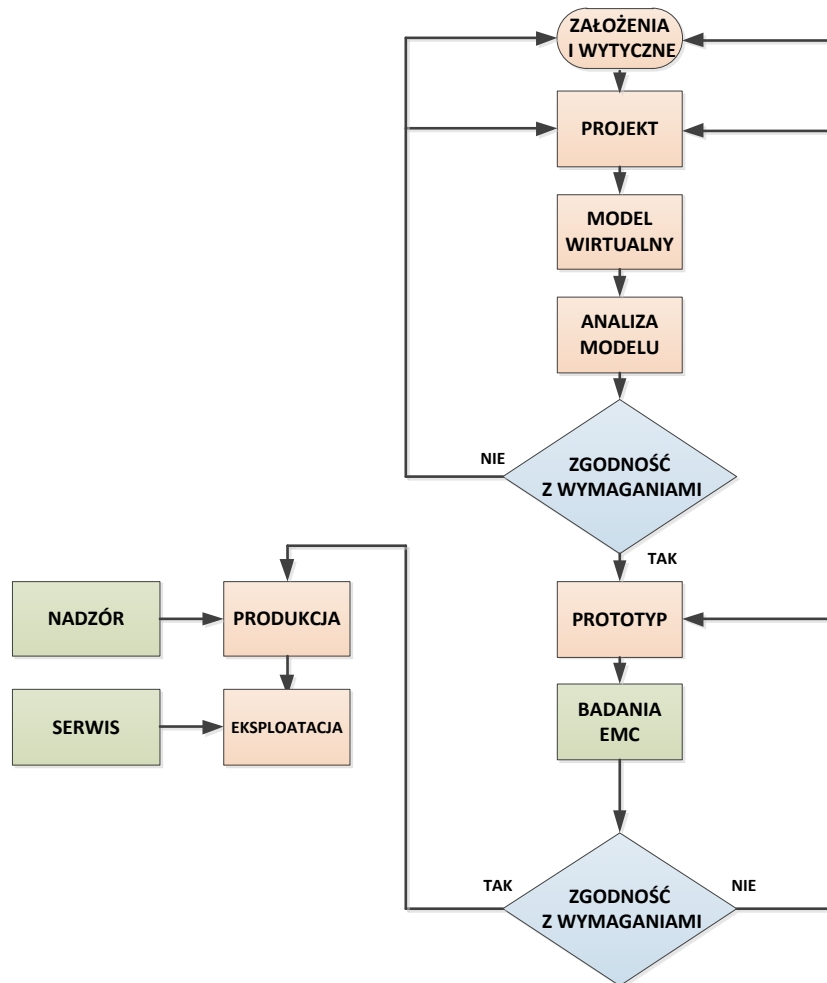 ZAŁOŻENIA
I WYTYCZNE
PROJEKT
MODEL
WIRTUALNY
ANALIZA
MODELU
NIE
ZGODNOŚĆ
Z WYMAGANIAMI
TAK
NADZÓR
PRODUKCJA
PROTOTYP
SERWIS
EKSPLOATACJA
BADANIA
EMC
TAK
ZGODNOŚĆ
Z WYMAGANIAMI
NIE